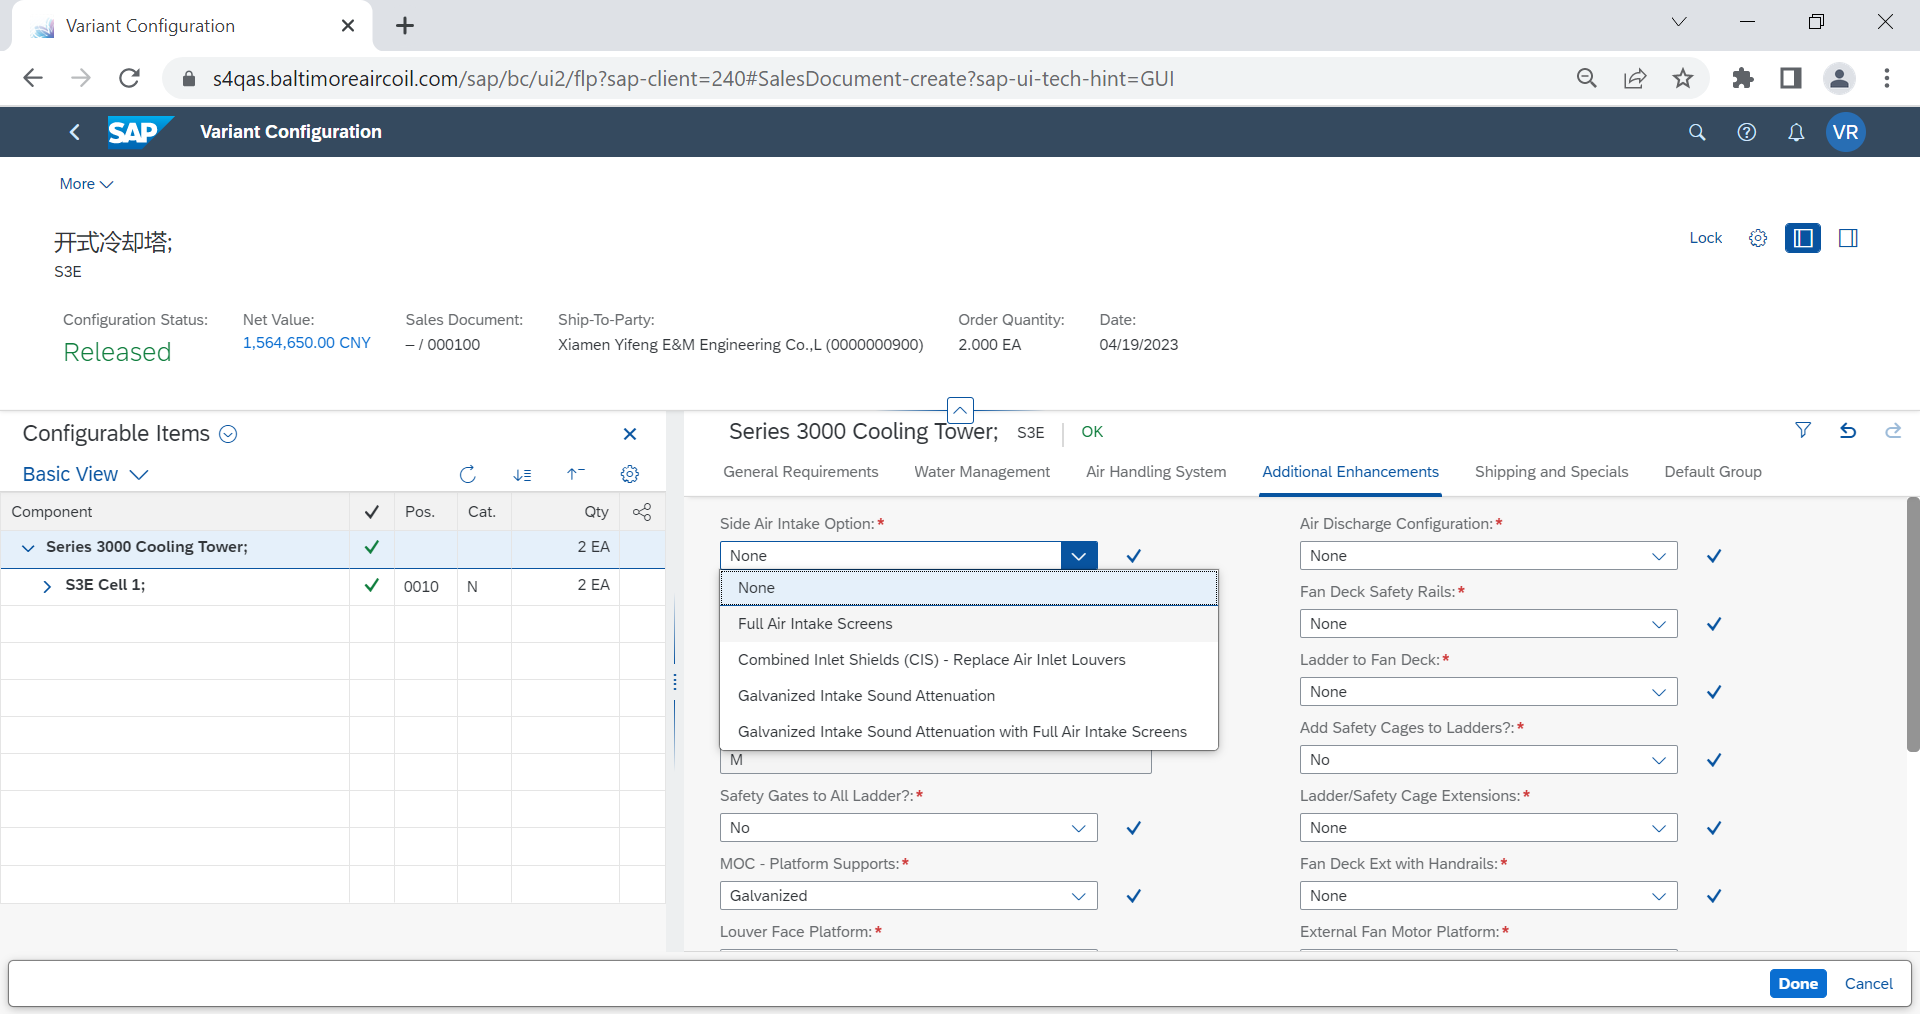 Variant Configuration
s4qas.baltimoreaircoil.com/sap/bc/ui2/flp?sap-client=240#SalesDocument-create?sap-ui-tech-hint=GUI
SAP Variant Configuration VR
More
开式冷却塔;
S3E
Lock
Configuration Status: Net Value: Sales Document: Ship-To-Party: Order Quantity: Date:
Released 1,564,650.00 CNY – / 000100 Xiamen Yifeng E&M Engineering Co.,L (0000000900) 2.000 EA 04/19/2023
Configurable Items
Basic View
Component Pos. Cat. Qty
Series 3000 Cooling Tower; 2 EA
S3E Cell 1; 0010 N 2 EA
Series 3000 Cooling Tower; S3E OK
General Requirements Water Management Air Handling System Additional Enhancements Shipping and Specials Default Group
Side Air Intake Option:*
None
None
Full Air Intake Screens
Combined Inlet Shields (CIS) - Replace Air Inlet Louvers
Galvanized Intake Sound Attenuation
Galvanized Intake Sound Attenuation with Full Air Intake Screens
M
Safety Gates to All Ladder?:*
No
MOC - Platform Supports:*
Galvanized
Louver Face Platform:*
Air Discharge Configuration:*
None
Fan Deck Safety Rails:*
None
Ladder to Fan Deck:*
None
Add Safety Cages to Ladders?:*
No
Ladder/Safety Cage Extensions:*
None
Fan Deck Ext with Handrails:*
None
External Fan Motor Platform:*
Done Cancel